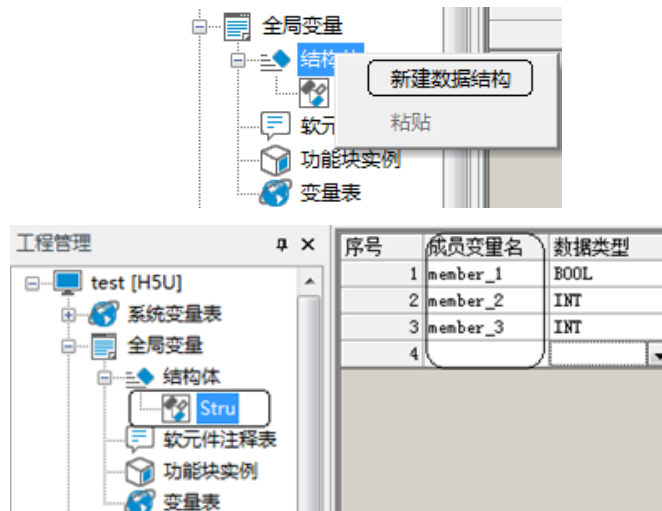 全局变量
结构体
新建数据结构
粘贴
软元
功能块实例
变量表
工程管理
test [H5U]
系统变量表
全局变量
结构体
Stru
软元件注释表
功能块实例
变量表
序号 成员变量名 数据类型
1 member_1 BOOL
2 member_2 INT
3 member_3 INT
4